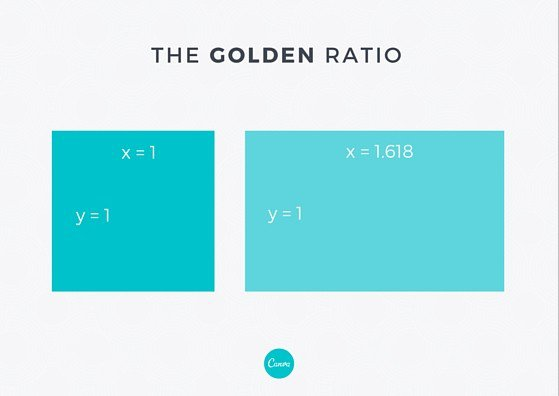 THE GOLDEN RATIO
x = 1
x = 1.618
y = 1
y = 1
Canva